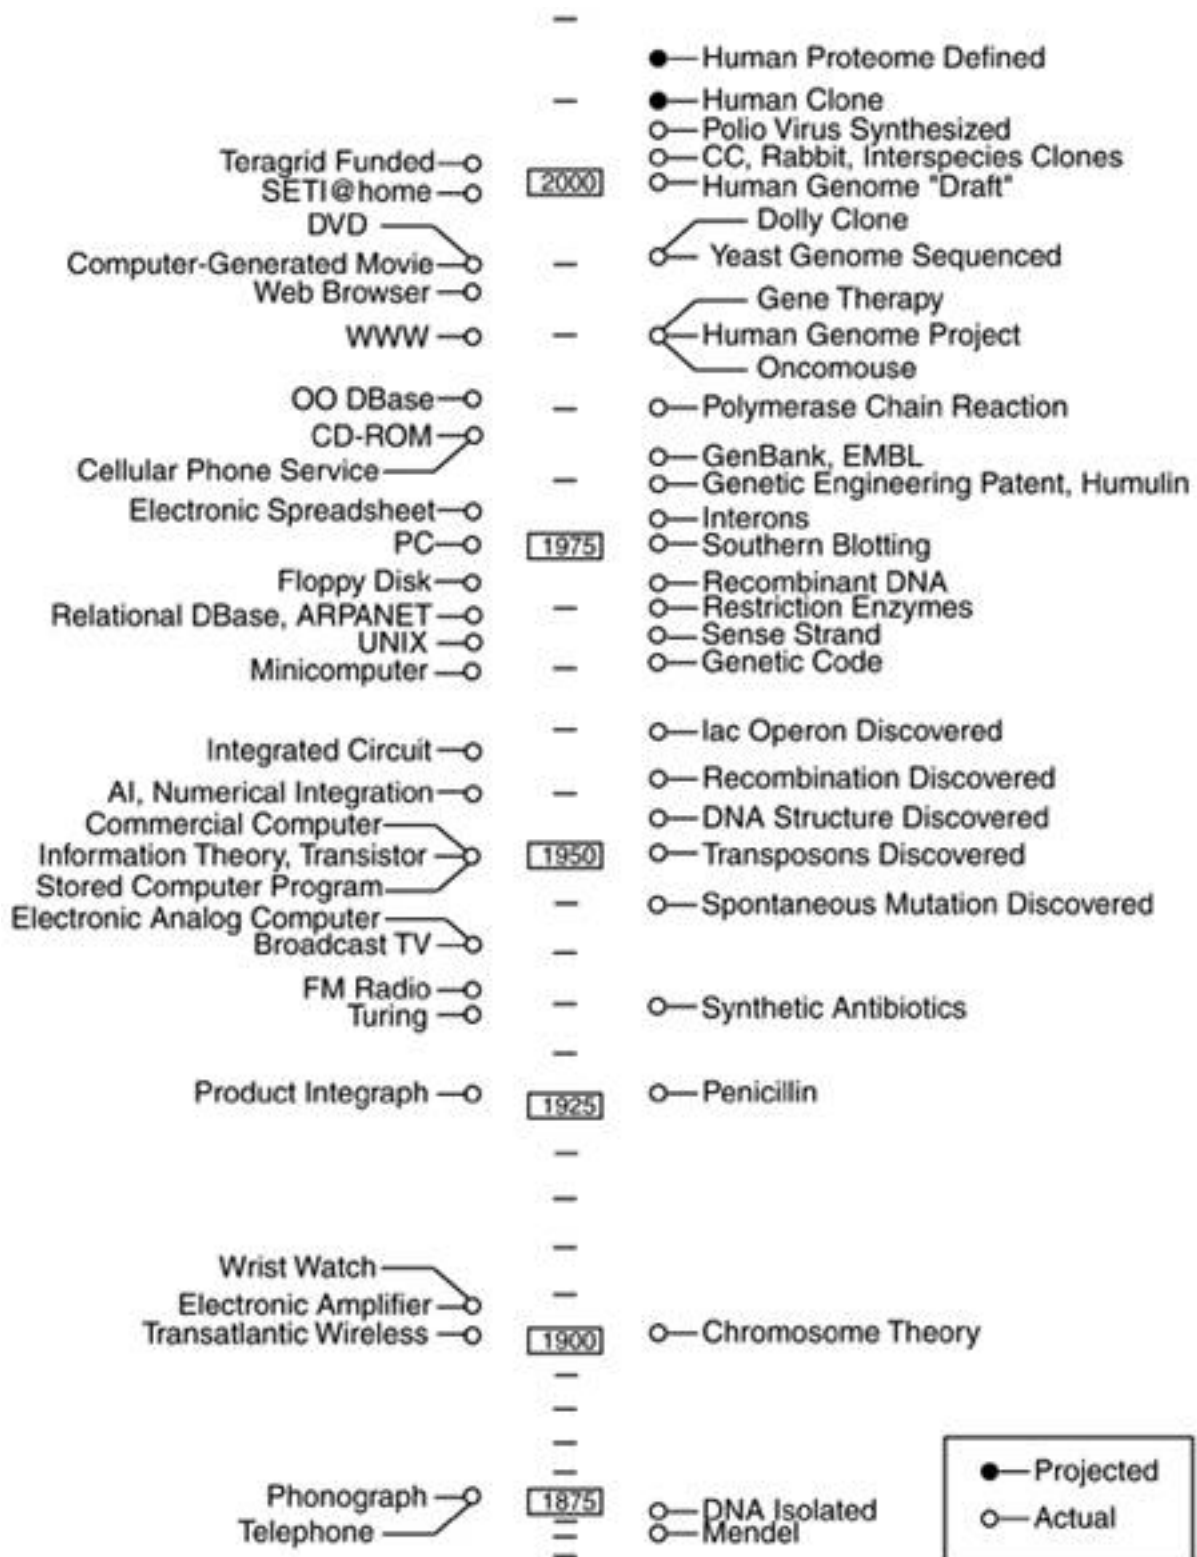 Human Proteome Defined
Human Clone
Polio Virus Synthesized
Teragrid Funded
CC, Rabbit, Interspecies Clones
2000
SETI@home
Human Genome "Draft"
DVD
Dolly Clone
Computer-Generated Movie
Yeast Genome Sequenced
Web Browser
Gene Therapy
WWW
Human Genome Project
Oncomouse
OO DBase
Polymerase Chain Reaction
CD-ROM
GenBank, EMBL
Cellular Phone Service
Genetic Engineering Patent, Humulin
Electronic Spreadsheet
Interons
PC
1975
Southern Blotting
Floppy Disk
Recombinant DNA
Relational DBase, ARPANET
Restriction Enzymes
UNIX
Sense Strand
Minicomputer
Genetic Code
lac Operon Discovered
Integrated Circuit
Recombination Discovered
AI, Numerical Integration
Commercial Computer
DNA Structure Discovered
Information Theory, Transistor
1950
Transposons Discovered
Stored Computer Program
Spontaneous Mutation Discovered
Electronic Analog Computer
Broadcast TV
FM Radio
Turing
Synthetic Antibiotics
Product Integraph
1925
Penicillin
Wrist Watch
Electronic Amplifier
Transatlantic Wireless
1900
Chromosome Theory
Projected
Phonograph
1875
DNA Isolated
Actual
Telephone
Mendel